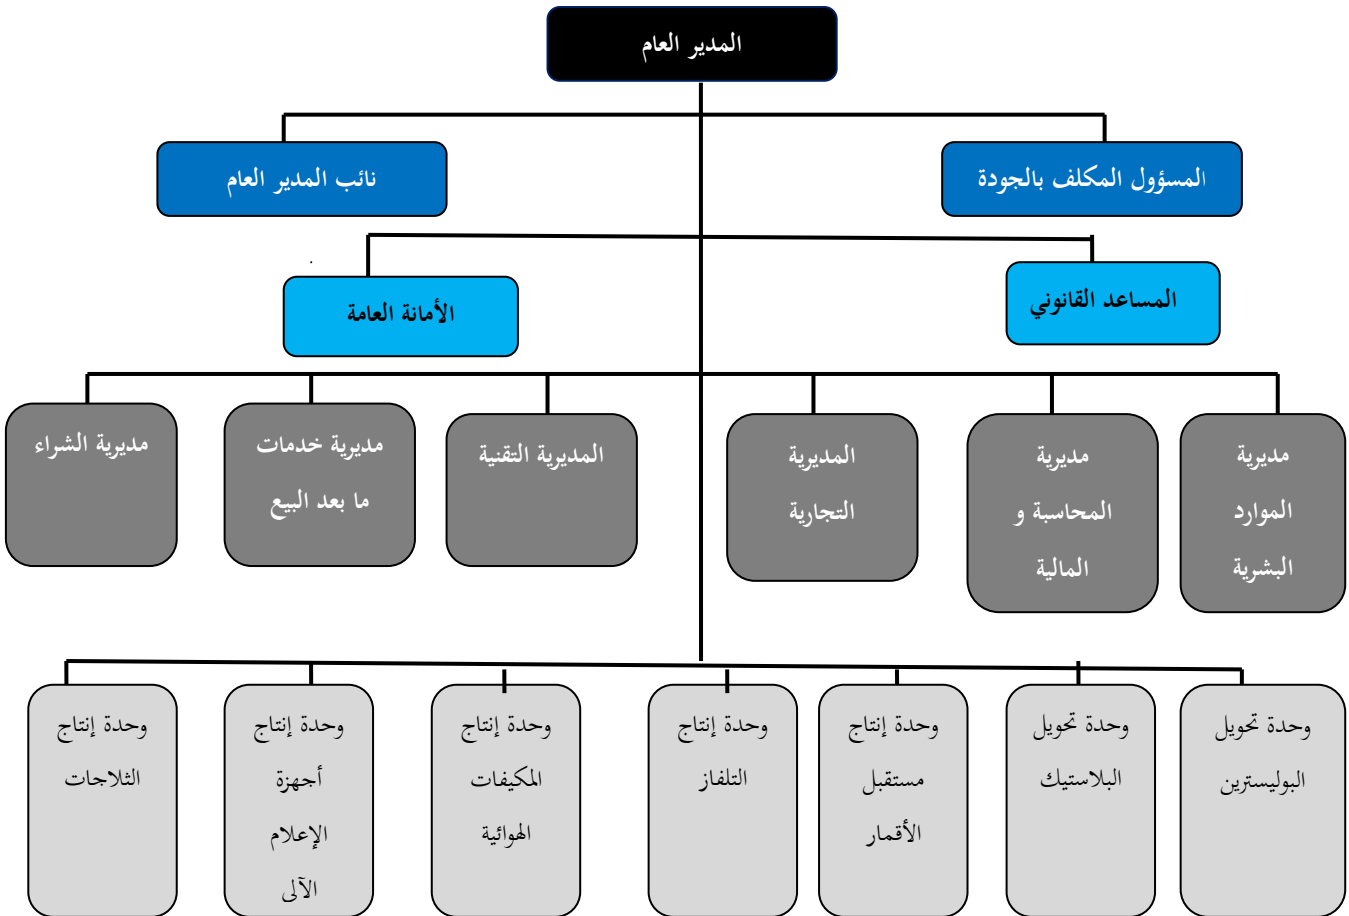 المدير العام
المسؤول المكلف بالجودة
نائب المدير العام
المساعد القانوني
الأمانة العامة
مديرية
الموارد
البشرية
مديرية
المحاسبة و
المالية
المديرية
التجارية
المديرية التقنية
مديرية خدمات
ما بعد البيع
مديرية الشراء
وحدة تحويل
البوليسترين
وحدة تحويل
البلاستيك
وحدة إنتاج
مستقبل
الأقمار
وحدة إنتاج
التلفاز
وحدة إنتاج
المكيفات
الهوائية
وحدة إنتاج
أجهزة
الإعلام
الآلى
وحدة إنتاج
الثلاجات